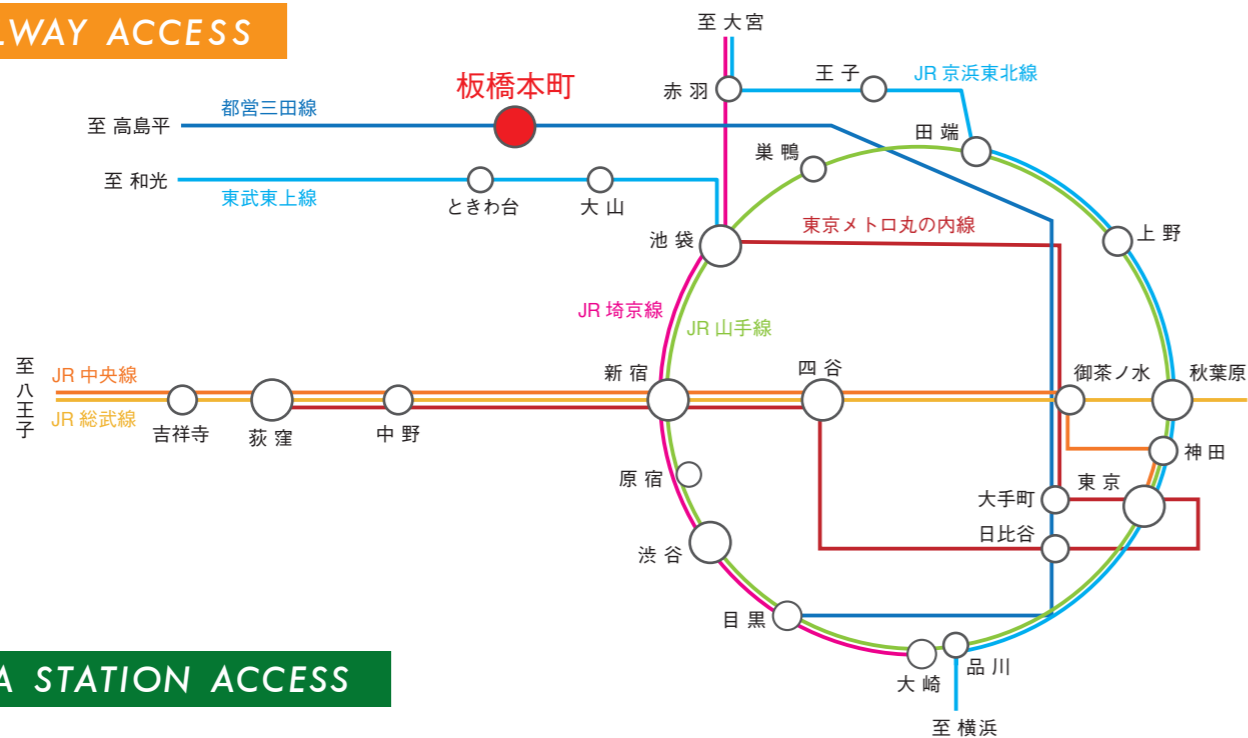 LWAY ACCESS
至 大宮
赤 羽
王 子
JR 京浜東北線
板橋本町
都営三田線
至 高島平
田 端
巣 鴨
至 和光
東武東上線
ときわ台
大 山
池 袋
東京メトロ丸の内線
上 野
JR 埼京線
JR 山手線
至 八王子
JR 中央線
JR 総武線
吉祥寺
荻 窪
中 野
新 宿
四 谷
御茶ノ水
秋葉原
神 田
原 宿
大手町
東 京
日比谷
渋 谷
目 黒
大 崎
品 川
至 横浜
A STATION ACCESS